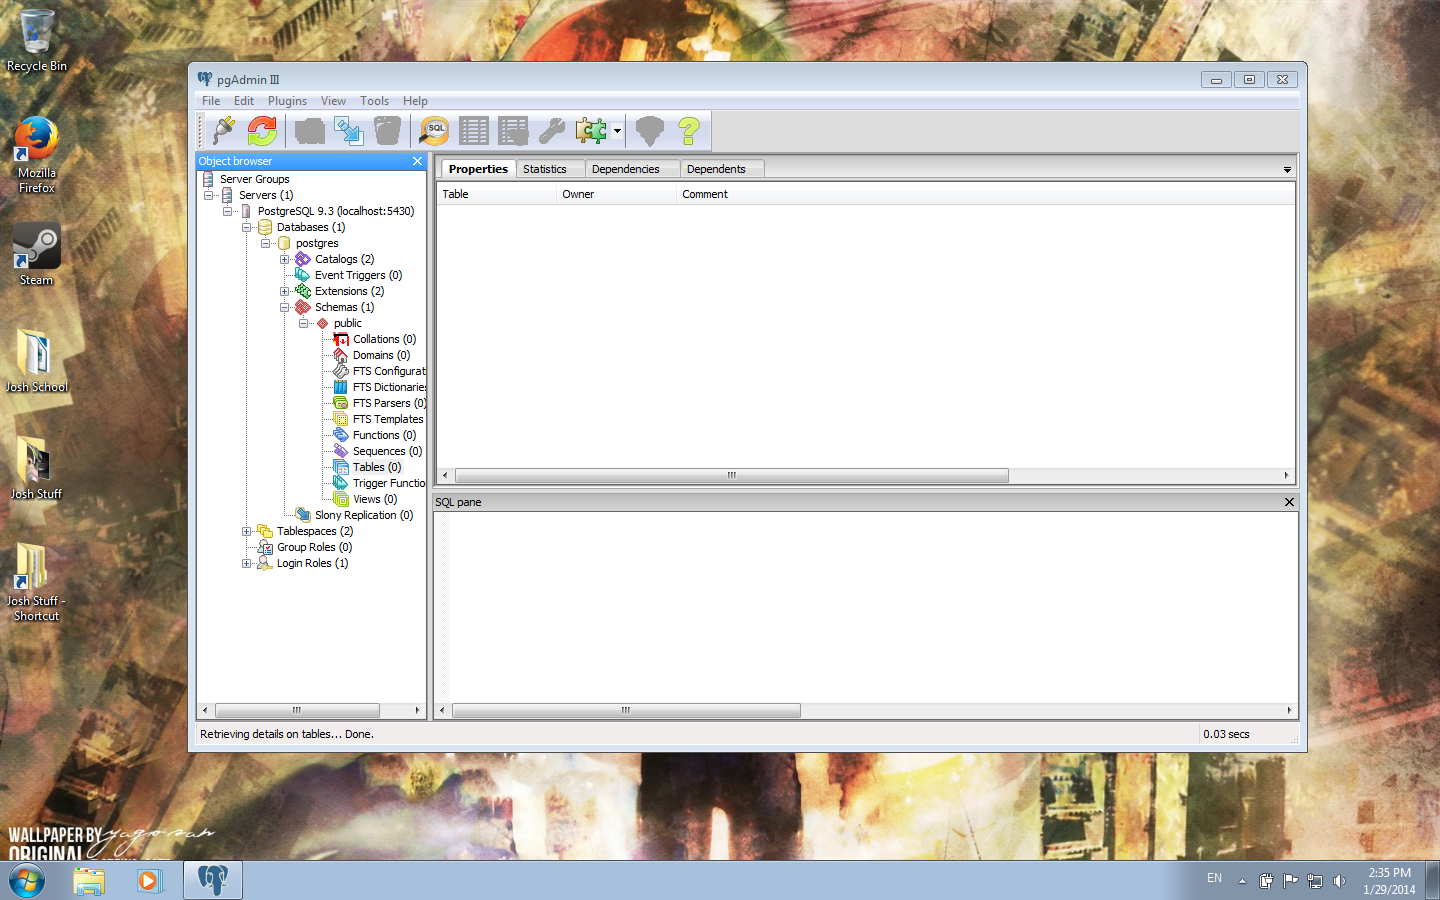 Recycle Bin
Mozilla
Firefox
Steam
Josh School
Josh Stuff
Josh Stuff -
Shortcut
pgAdmin III
File Edit Plugins View Tools Help
SQL
Object browser
Server Groups
Servers (1)
PostgreSQL 9.3 (localhost:5430)
Databases (1)
postgres
Catalogs (2)
Event Triggers (0)
Extensions (2)
Schemas (1)
public
Collations (0)
Domains (0)
FTS Configurat
FTS Dictionaries
FTS Parsers (0)
FTS Templates
Functions (0)
Sequences (0)
Tables (0)
Trigger Functio
Views (0)
Slony Replication (0)
Tablespaces (2)
Group Roles (0)
Login Roles (1)
Properties Statistics Dependencies Dependents
Table Owner Comment
SQL pane
Retrieving details on tables... Done. 0.03 secs
WALLPAPER BY
ORIGINAL
EN
2:35 PM
1/29/2014